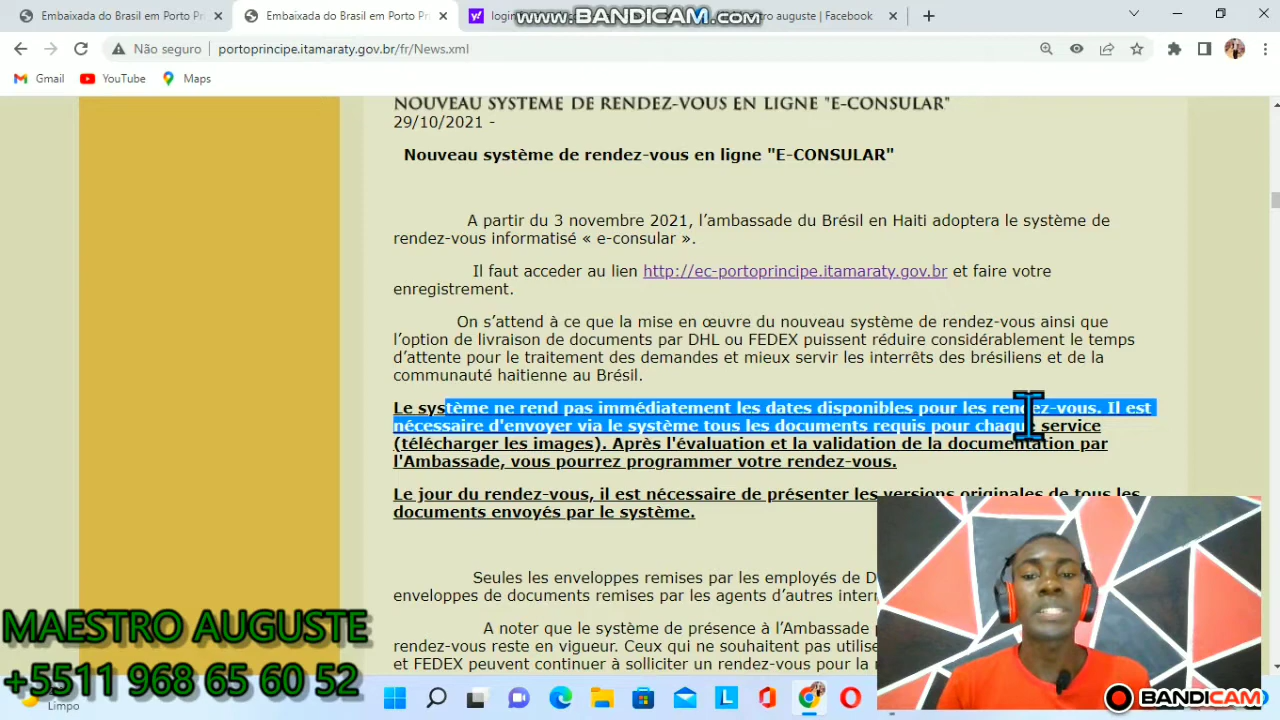 Embaixada do Brasil em Porto Pri
Embaixada do Brasil em Porto Pr
login
www.BANDICAM.com
stro auguste | Facebook
Não seguro
portoprincipe.itamaraty.gov.br/fr/News.xml
Gmail
YouTube
Maps
NOUVEAU SYSTEME DE RENDEZ-VOUS EN LIGNE "E-CONSULAR"
29/10/2021 -
Nouveau système de rendez-vous en ligne "E-CONSULAR"
A partir du 3 novembre 2021, l'ambassade du Brésil en Haiti adoptera le système de
rendez-vous informatisé « e-consular ».
Il faut acceder au lien http://ec-portoprincipe.itamaraty.gov.br et faire votre
enregistrement.
On s'attend à ce que la mise en œuvre du nouveau système de rendez-vous ainsi que
l'option de livraison de documents par DHL ou FEDEX puissent réduire considérablement le temps
d'attente pour le traitement des demandes et mieux servir les interrêts des brésiliens et de la
communauté haitienne au Brésil.
Le système ne rend pas immédiatement les dates disponibles pour les rendez-vous. Il est
nécessaire d'envoyer via le système tous les documents requis pour chaque service
(télécharger les images). Après l'évaluation et la validation de la documentation par
l'Ambassade, vous pourrez programmer votre rendez-vous.
Le jour du rendez-vous, il est nécessaire de présenter les versions originales de tous les
documents envoyés par le système.
Seules les enveloppes remises par les employés de D
enveloppes de documents remises par les agents d'autres inter
A noter que le système de présence à l'Ambassade
rendez-vous reste en vigueur. Ceux qui ne souhaitent pas utilise
et FEDEX peuvent continuer à solliciter un rendez-vous pour la
MAESTRO AUGUSTE
+5511 968 65 60 52
Limpo
BANDICAM